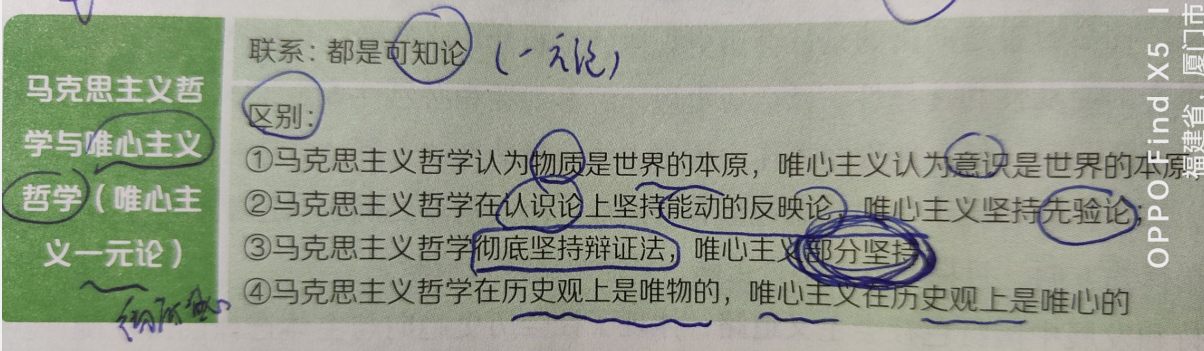 马克思主义哲
学与唯心主义
哲学（唯心主
义一元论）
联系：都是可知论（一元论）
区别：
①马克思主义哲学认为物质是世界的本原，唯心主义认为意识是世界的本原
②马克思主义哲学在认识论上坚持能动的反映论，唯心主义坚持先验论；
③马克思主义哲学彻底坚持辩证法，唯心主义部分坚持
④马克思主义哲学在历史观上是唯物的，唯心主义在历史观上是唯心的
OPPO Find X5 |
福建省，厦门市